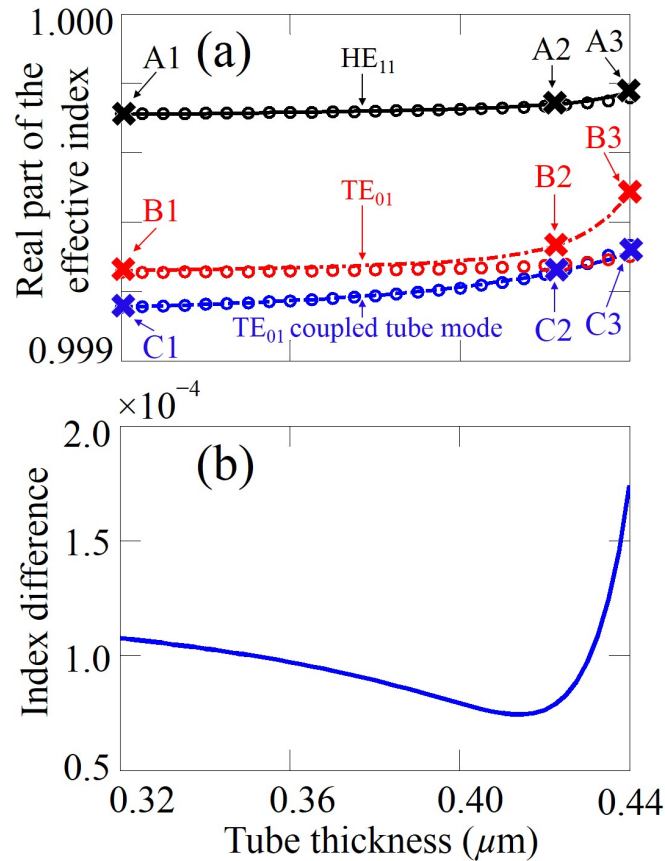 1.000
(a)
A1
HE₁₁
A2
A3
Real part of the
effective index
B1
TE₀₁
B2
B3
C1
TE₀₁ coupled tube mode
C2
C3
0.999
×10⁻⁴
2.0
(b)
1.5
Index difference
1.0
0.5
0.32
0.36
0.40
0.44
Tube thickness (μm)